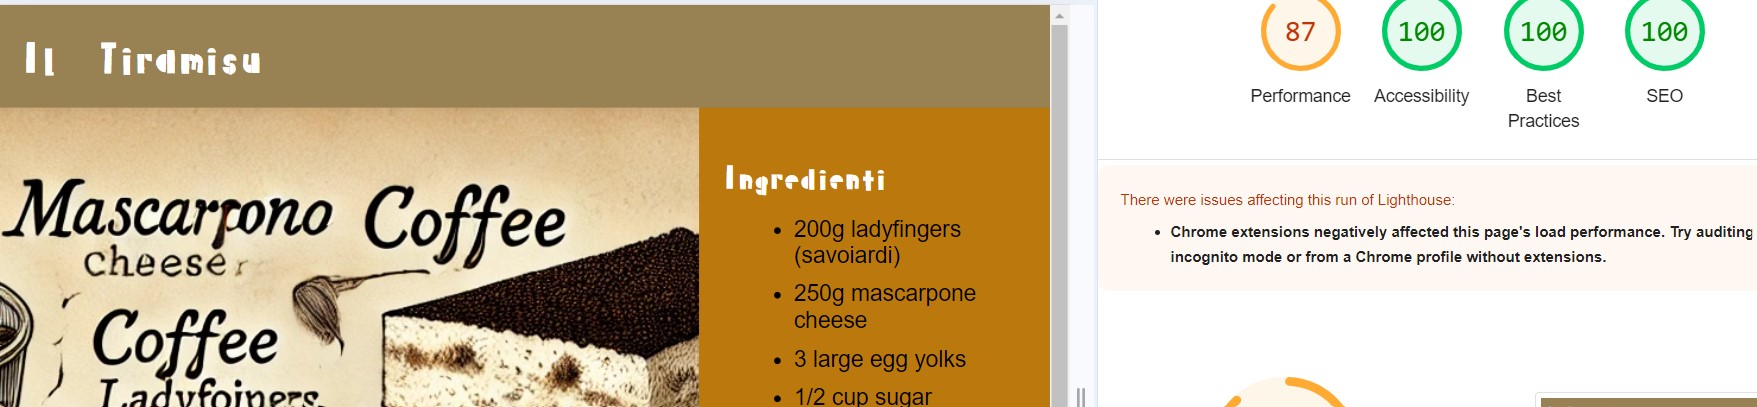 Il Tiramisu
Mascarpono Coffee
cheese
Coffee
Ladyfoipers
Ingredienti
200g ladyfingers
(savoiardi)
250g mascarpone
cheese
3 large egg yolks
1/2 cup sugar
87 100 100 100
Performance Accessibility Best Practices SEO
There were issues affecting this run of Lighthouse:
Chrome extensions negatively affected this page's load performance. Try auditing
incognito mode or from a Chrome profile without extensions.